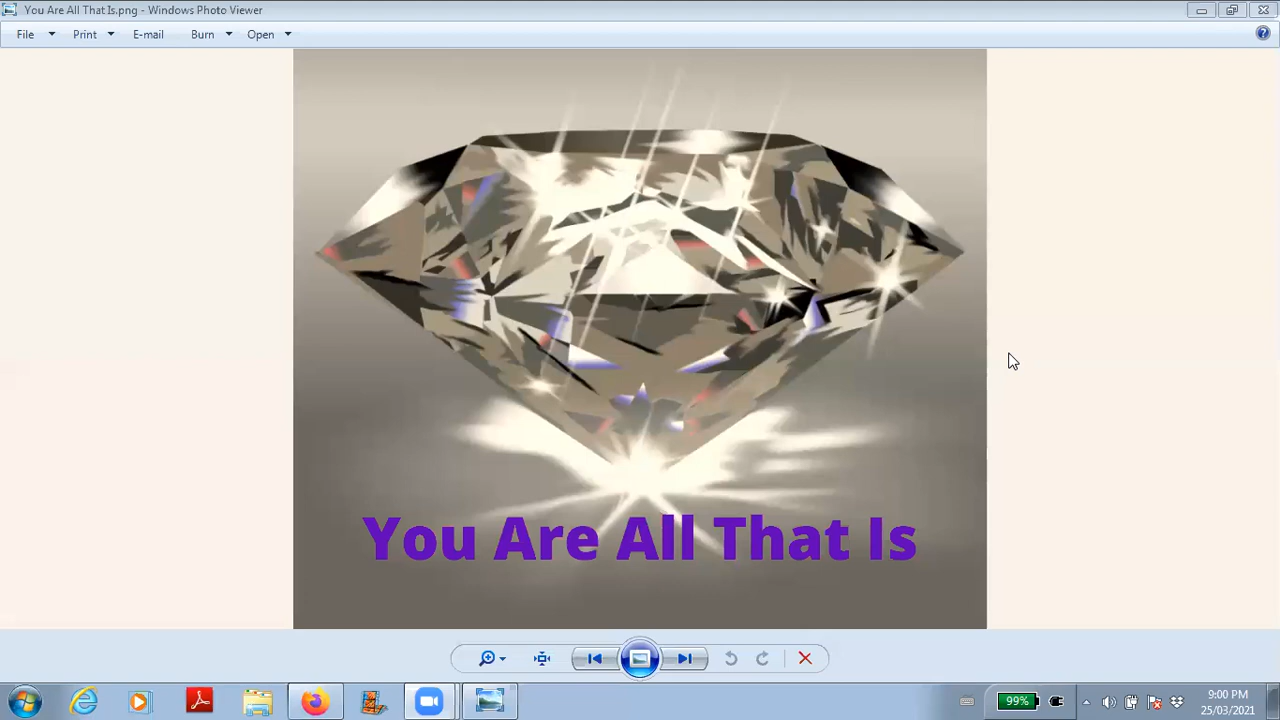 You Are All That Is.png - Windows Photo Viewer
File Print E-mail Burn Open
You Are All That Is
99%
9:00 PM
25/03/2021